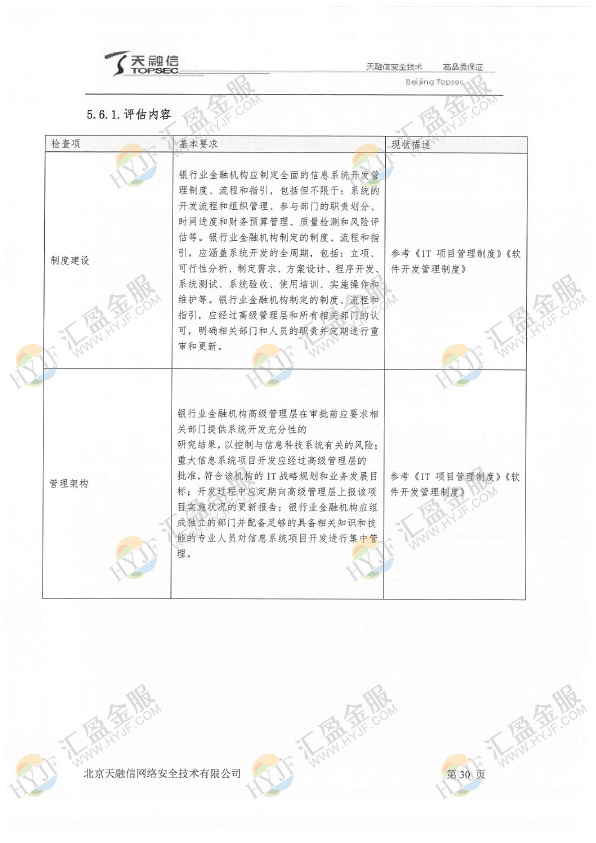 天融信
TOPSEC
天融信安全技术 高品质保证
Beijing Topsec
5.6.1.评估内容
检查项 基本要求 现状描述
制度建设
银行业金融机构应制定全面的信息系统开发管
理制度、流程和指引，包括但不限于：系统的
开发流程和组织管理、参与部门的职责划分、
时间进度和财务预算管理、质量检测和风险评
估等。银行业金融机构制定的制度、流程和指
引，应涵盖系统开发的全周期，包括：立项、
可行性分析、制定需求、方案设计、程序开发、
系统测试、系统验收、使用培训、实施操作和
维护等。银行业金融机构制定的制度、流程和
指引，应经过高级管理层和所有相关部门的认
可，明确相关部门和人员的职责并定期进行重
审和更新。
参考《IT 项目管理制度》《软
件开发管理制度》
管理架构
银行业金融机构高级管理层在审批前应要求相
关部门提供系统开发充分性的
研究结果，以控制与信息科技系统有关的风险；
重大信息系统项目开发应经过高级管理层的
批准，符合该机构的 IT 战略规划和业务发展目
标；开发过程中应定期向高级管理层上报该项
目实施状况的更新报告；银行业金融机构应组
成独立的部门并配备足够的具备相关知识和技
能的专业人员对信息系统项目开发进行集中管
理。
参考《IT 项目管理制度》《软
件开发管理制度》
北京天融信网络安全技术有限公司 第 30 页
HYJF 汇盈金服
WWW.HYJF.COM